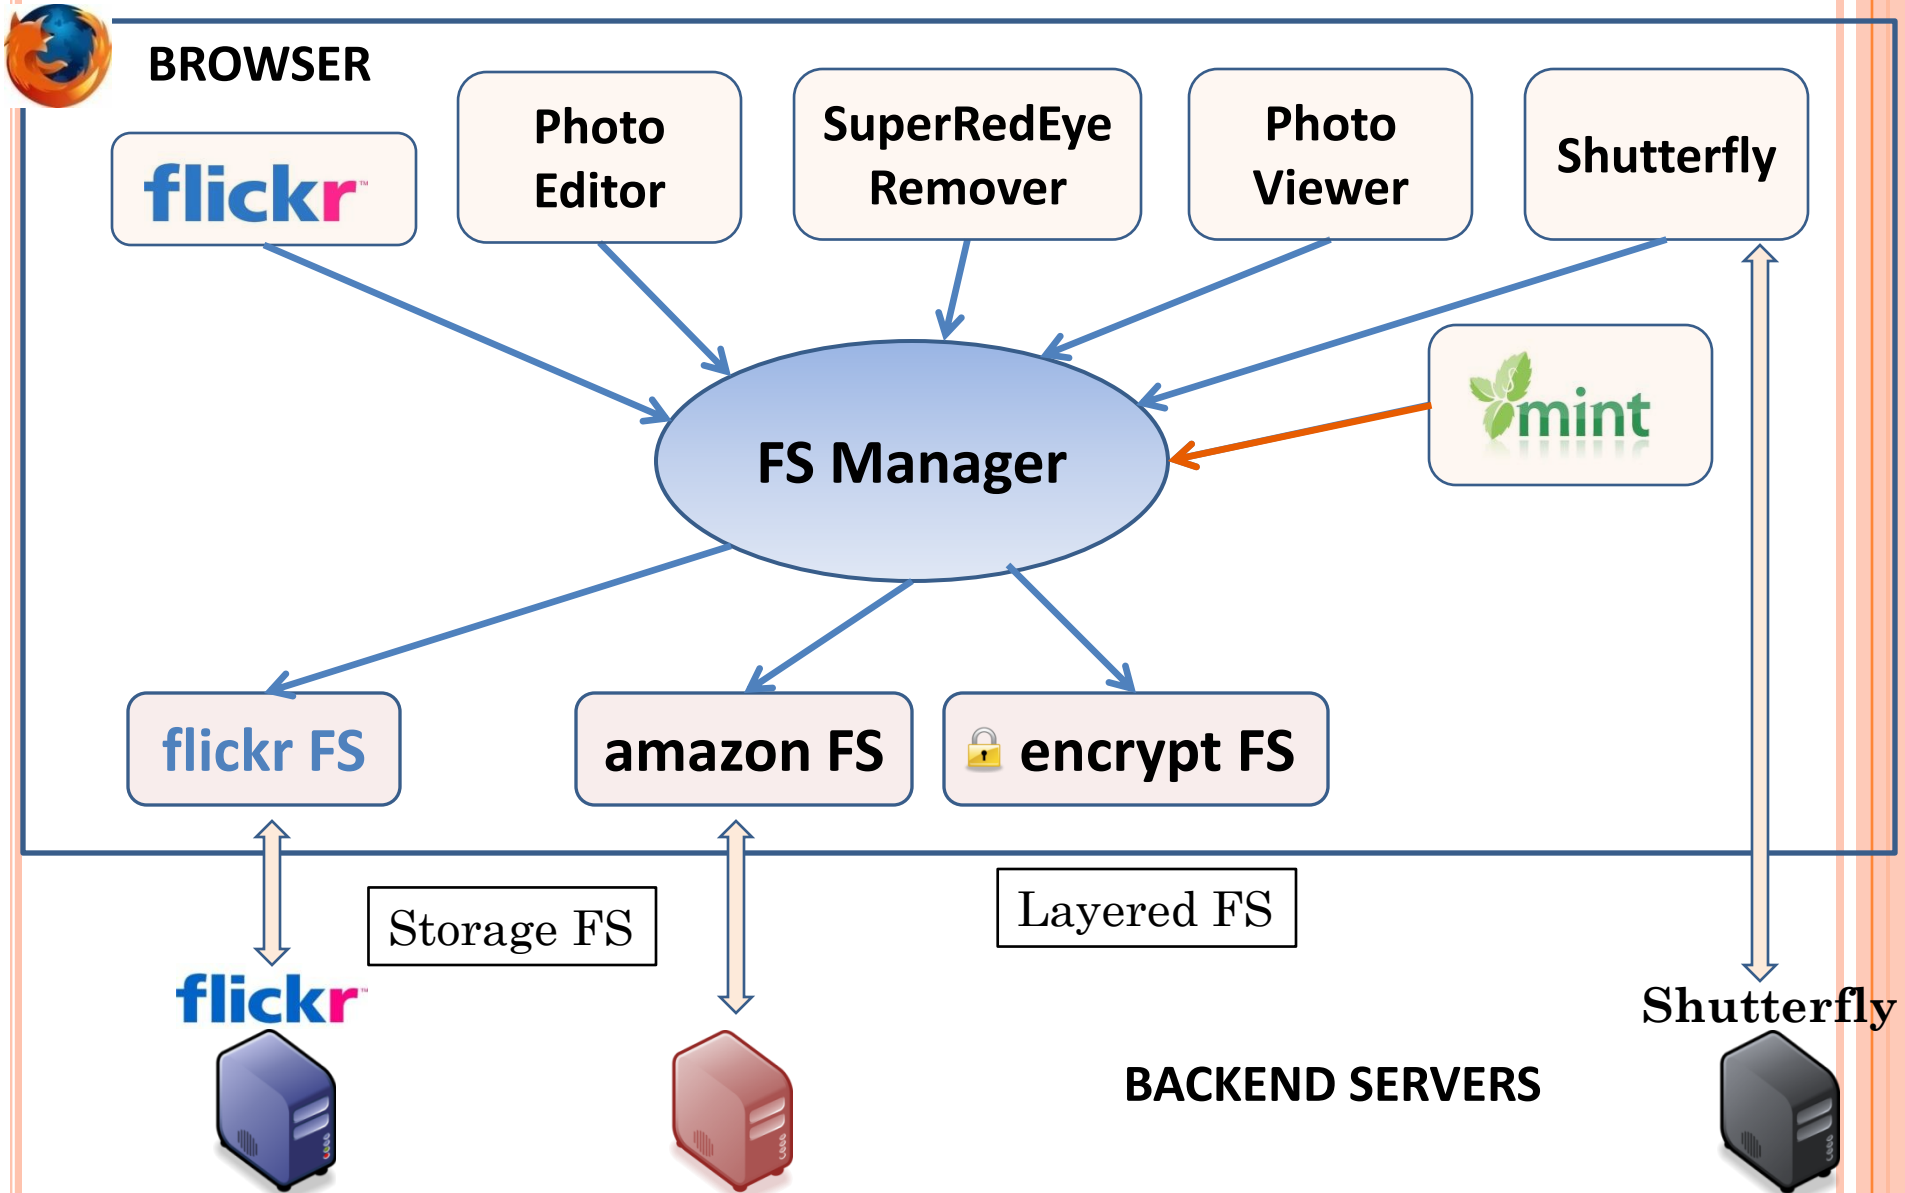 BROWSER
flickr
Photo
Editor
SuperRedEye
Remover
Photo
Viewer
Shutterfly
mint
FS Manager
flickr FS
amazon FS
encrypt FS
Storage FS
Layered FS
flickr
Shutterfly
BACKEND SERVERS